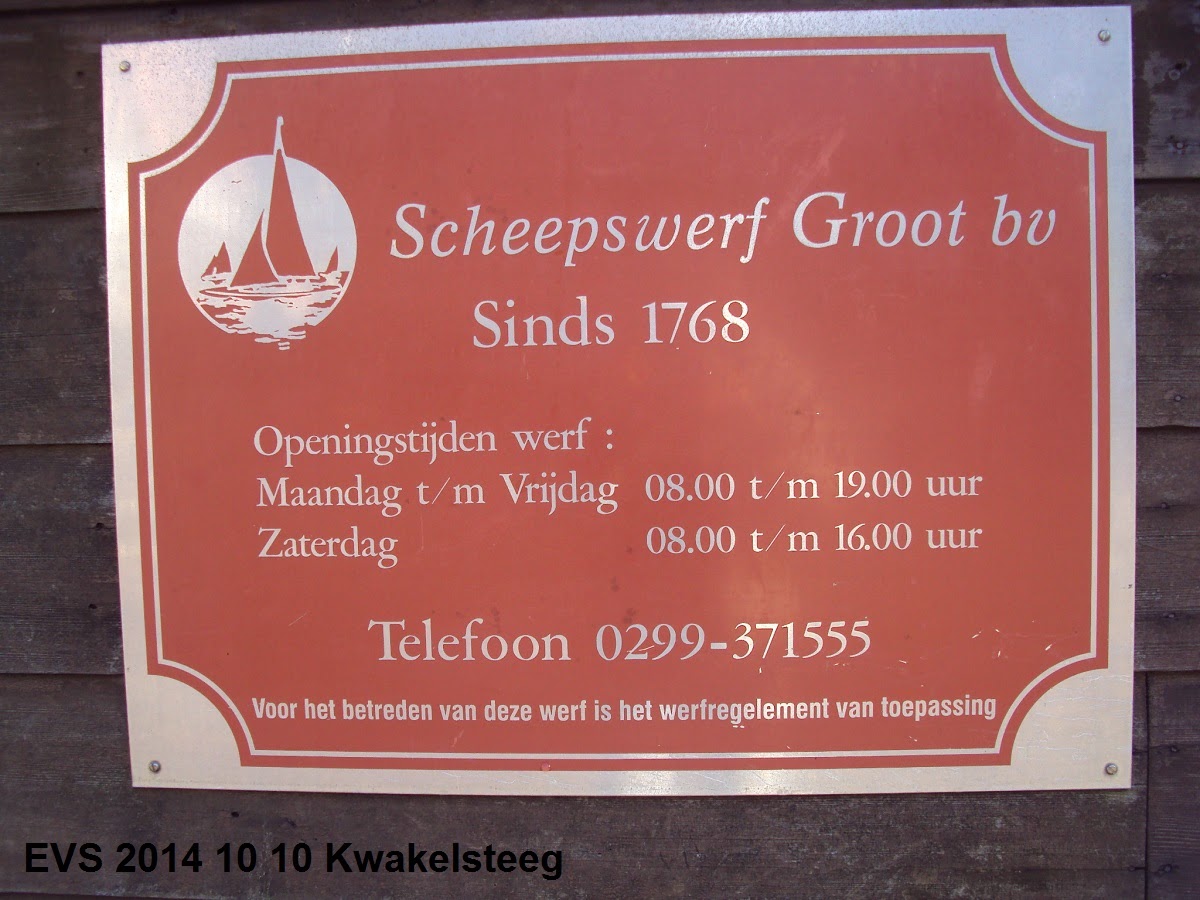 Scheepswerf Groot bv
Sinds 1768
Openingstijden werf :
Maandag t/m Vrijdag 08.00 t/m 19.00 uur
Zaterdag 08.00 t/m 16.00 uur
Telefoon 0299-371555
Voor het betreden van deze werf is het werfregelement van toepassing
EVS 2014 10 10 Kwakelsteeg